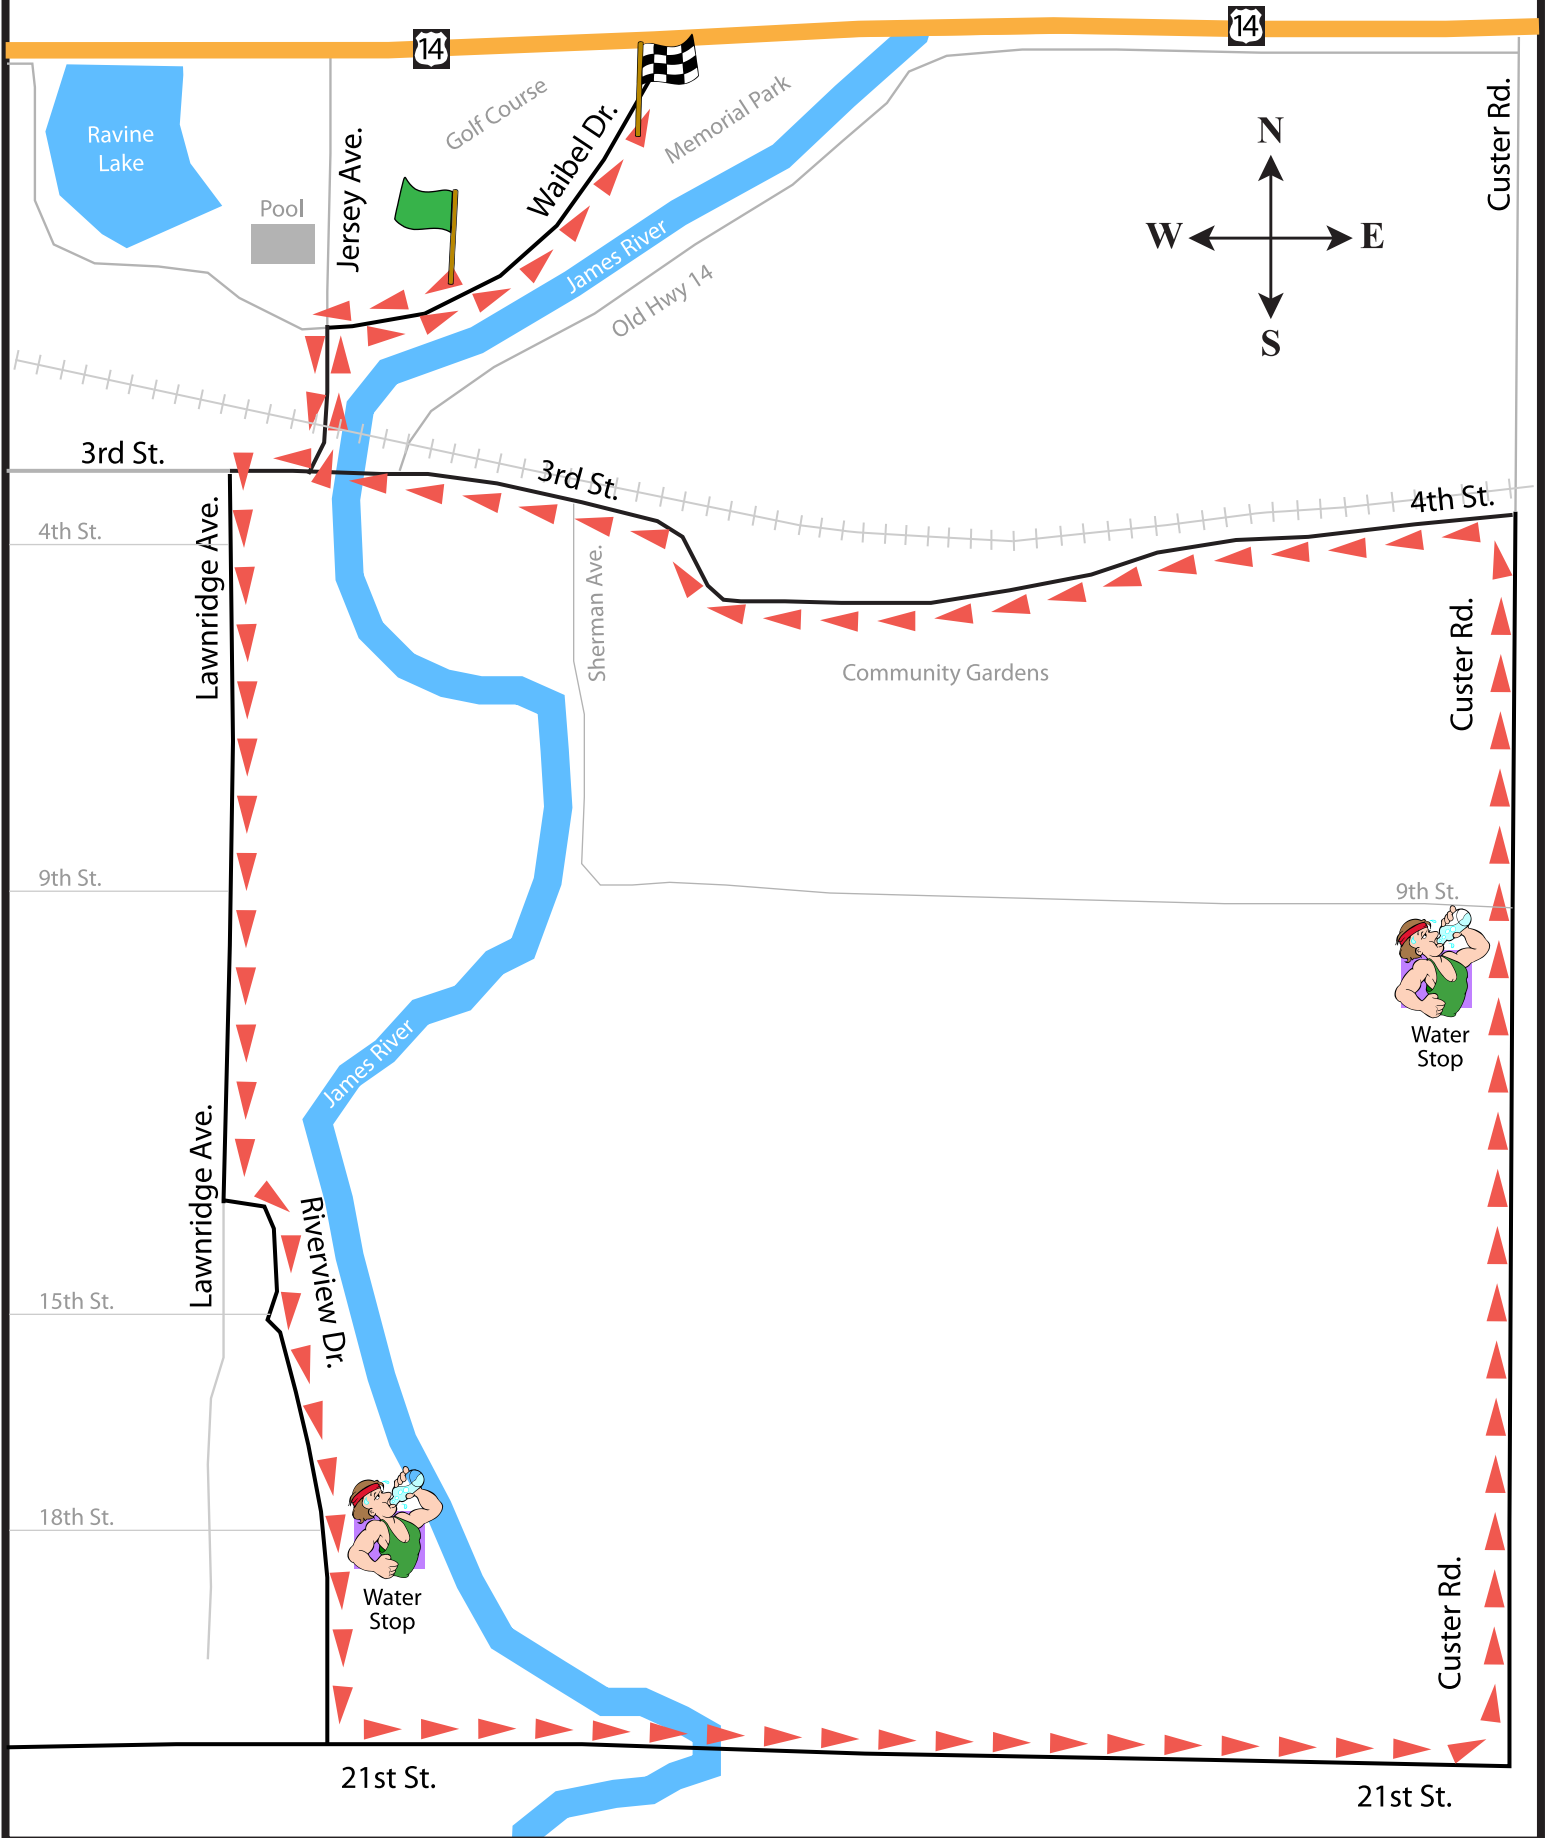 14
14
Ravine
Lake
Pool
Jersey Ave.
Golf Course
Waibel Dr.
Memorial Park
James River
Old Hwy 14
Custer Rd.
N
W
E
S
3rd St.
3rd St.
4th St.
4th St.
Lawnridge Ave.
Sherman Ave.
Custer Rd.
Community Gardens
9th St.
9th St.
Water
Stop
James River
Lawnridge Ave.
Riverview Dr.
15th St.
18th St.
Water
Stop
Custer Rd.
21st St.
21st St.